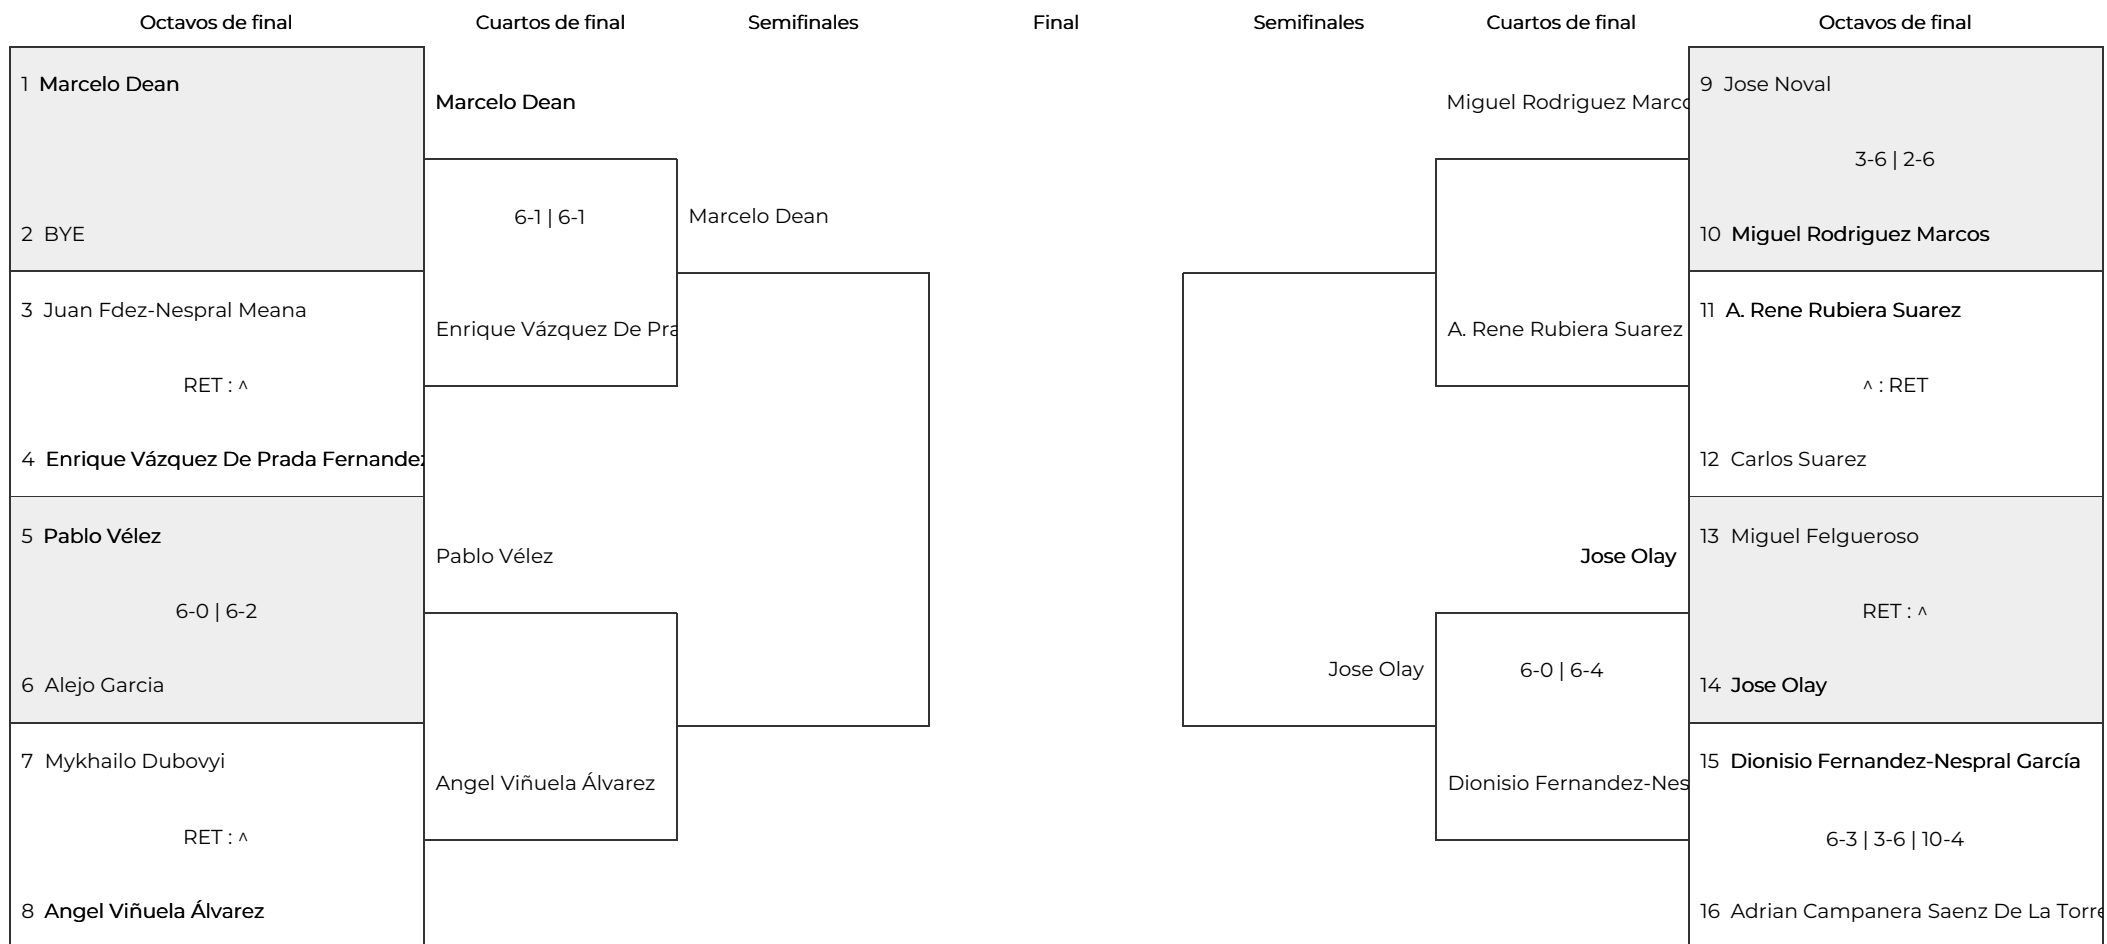 Octavos de final
Cuartos de final
Semifinales
Final
Semifinales
Cuartos de final
Octavos de final
1 Marcelo Dean
2 BYE
3 Juan Fdez-Nespral Meana
RET : ^
4 Enrique Vázquez De Prada Fernandez
5 Pablo Vélez
6-0 | 6-2
6 Alejo Garcia
7 Mykhailo Dubovyi
RET : ^
8 Angel Viñuela Álvarez
Marcelo Dean
6-1 | 6-1
Enrique Vázquez De Pra
Pablo Vélez
Angel Viñuela Álvarez
Marcelo Dean
Jose Olay
Miguel Rodriguez Marco
A. Rene Rubiera Suarez
Jose Olay
6-0 | 6-4
Dionisio Fernandez-Nes
9 Jose Noval
3-6 | 2-6
10 Miguel Rodriguez Marcos
11 A. Rene Rubiera Suarez
^ : RET
12 Carlos Suarez
13 Miguel Felgueroso
RET : ^
14 Jose Olay
15 Dionisio Fernandez-Nespral García
6-3 | 3-6 | 10-4
16 Adrian Campanera Saenz De La Torre